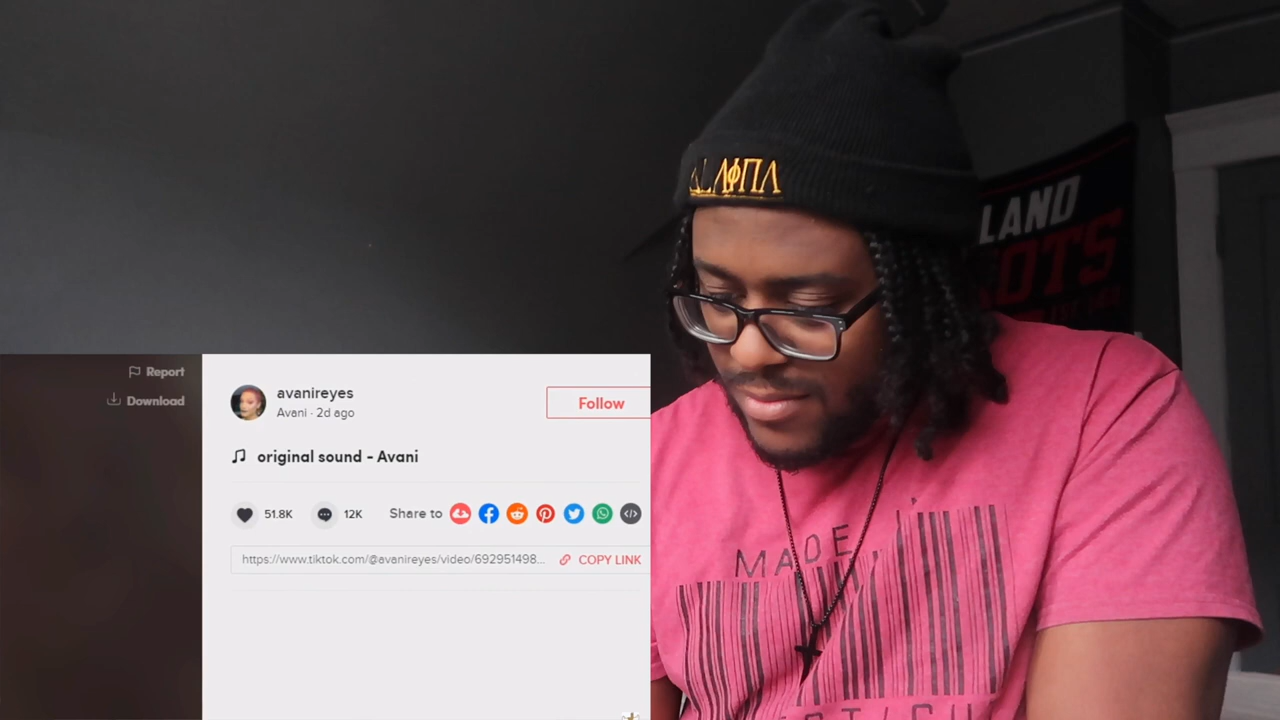 ΑΦΠΛ
LAND
Report
Download
avanireyes
Avani · 2d ago
Follow
original sound - Avani
51.8K
12K
Share to
https://www.tiktok.com/@avanireyes/video/692951498...
COPY LINK
MADE